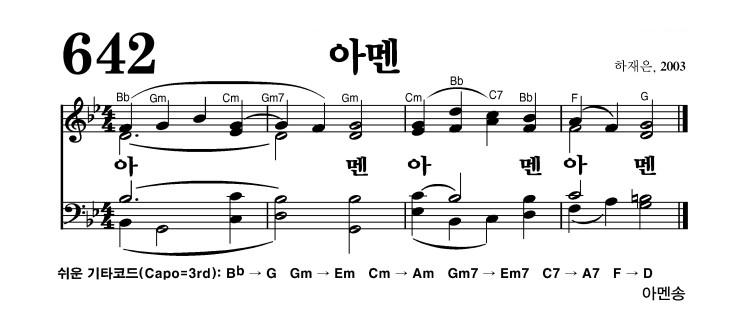 642
아멘
하재은, 2003
Bb Gm Cm Gm7 Gm Cm Bb C7 Bb F G
아 멘 아 멘 아 멘
쉬운 기타코드(Capo=3rd): Bb → G Gm → Em Cm → Am Gm7 → Em7 C7 → A7 F → D
아멘송